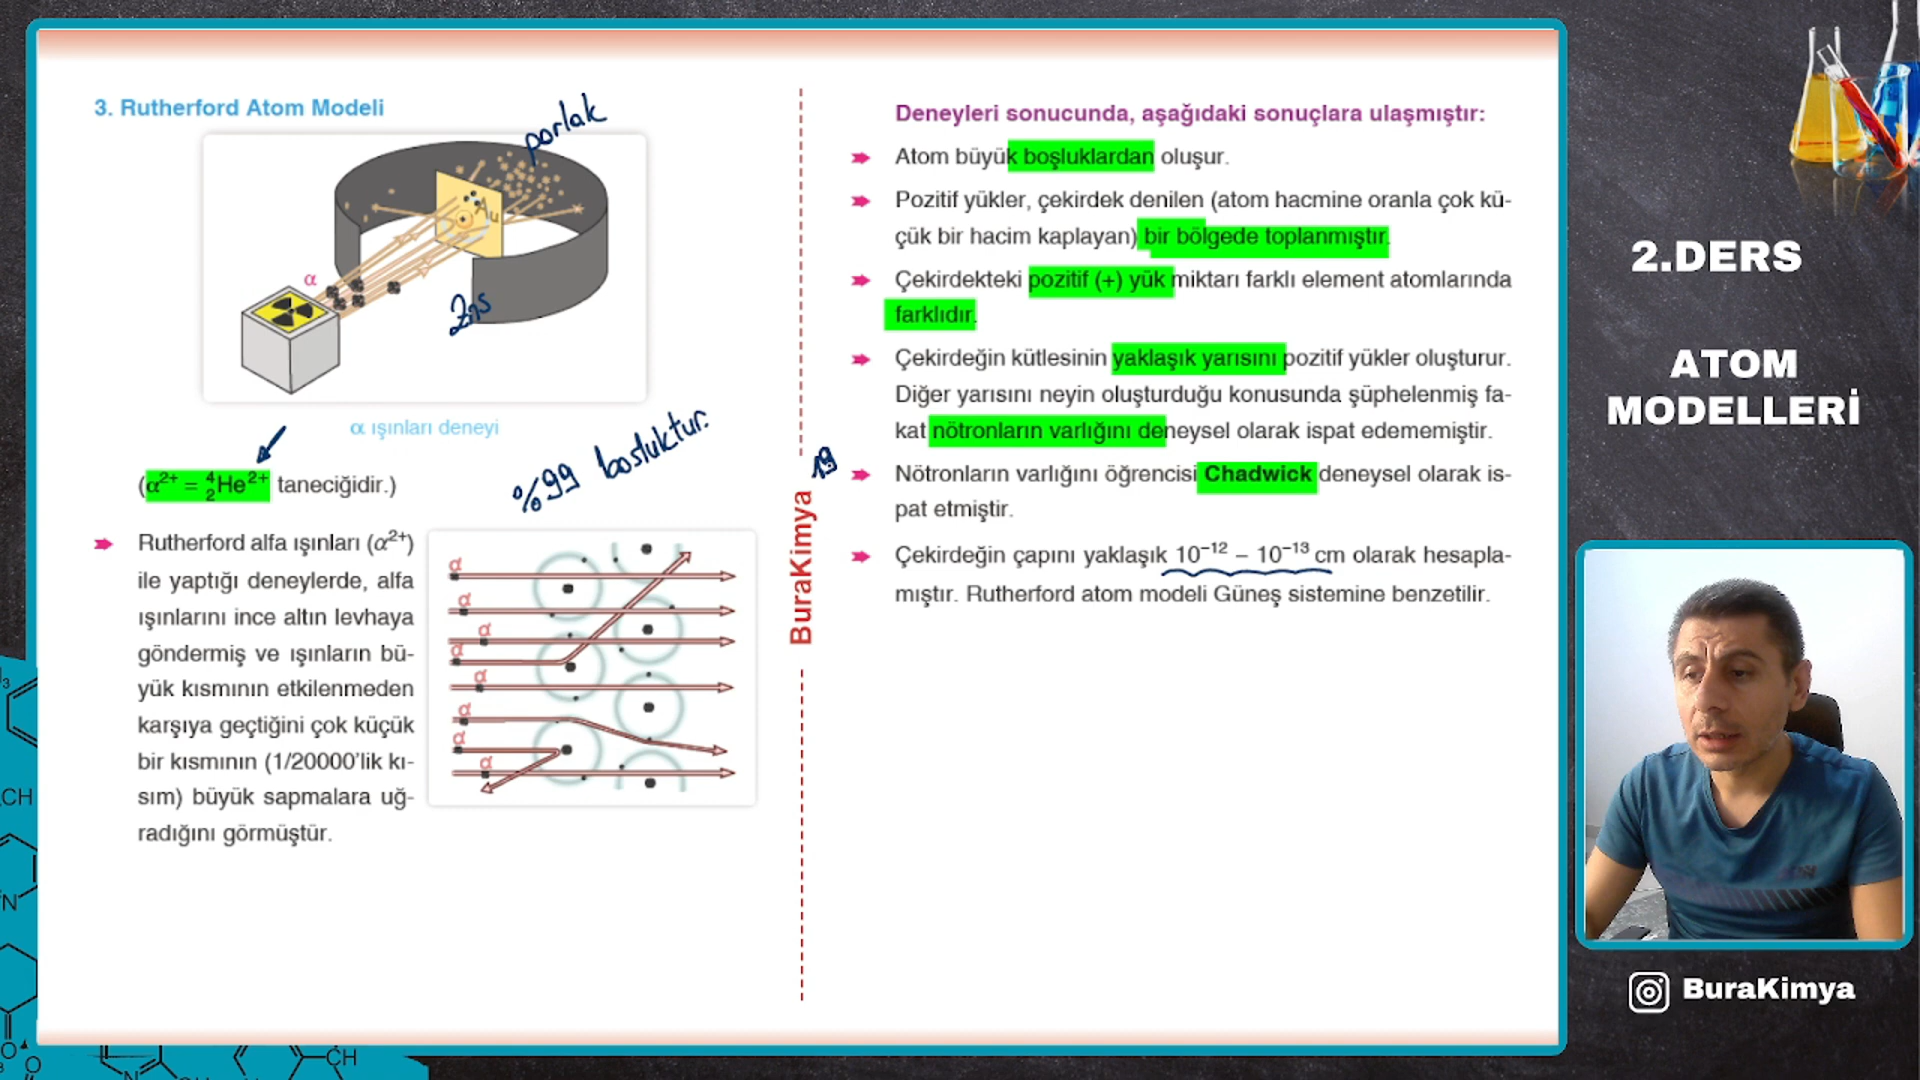 3. Rutherford Atom Modeli
parlak
Au
α
ZnS
α ışınları deneyi
(α²⁺ = ⁴₂He²⁺ taneciğidir.)
%99 boşluktur.
Rutherford alfa ışınları (α²⁺)
ile yaptığı deneylerde, alfa
ışınlarını ince altın levhaya
göndermiş ve ışınların bü-
yük kısmının etkilenmeden
karşıya geçtiğini çok küçük
bir kısmının (1/20000'lik kı-
sım) büyük sapmalara uğ-
radığını görmüştür.
α
α
α
α
α
α
α
α
BuraKimya
19
Deneyleri sonucunda, aşağıdaki sonuçlara ulaşmıştır:
Atom büyük boşluklardan oluşur.
Pozitif yükler, çekirdek denilen (atom hacmine oranla çok kü-
çük bir hacim kaplayan) bir bölgede toplanmıştır.
Çekirdekteki pozitif (+) yük miktarı farklı element atomlarında
farklıdır.
Çekirdeğin kütlesinin yaklaşık yarısını pozitif yükler oluşturur.
Diğer yarısını neyin oluşturduğu konusunda şüphelenmiş fa-
kat nötronların varlığını deneysel olarak ispat edememiştir.
Nötronların varlığını öğrencisi Chadwick deneysel olarak is-
pat etmiştir.
Çekirdeğin çapını yaklaşık 10⁻¹² – 10⁻¹³ cm olarak hesapla-
mıştır. Rutherford atom modeli Güneş sistemine benzetilir.
2.DERS
ATOM
MODELLERİ
BuraKimya
CH
N
O
O
N
CH